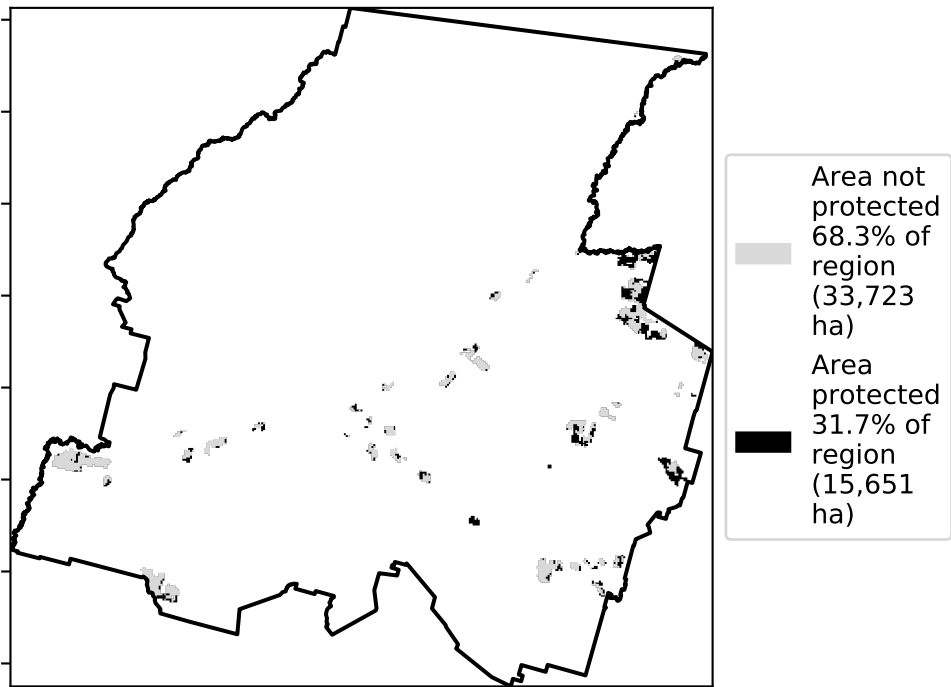 Area not
protected
68.3% of
region
(33,723
ha)
Area
protected
31.7% of
region
(15,651
ha)